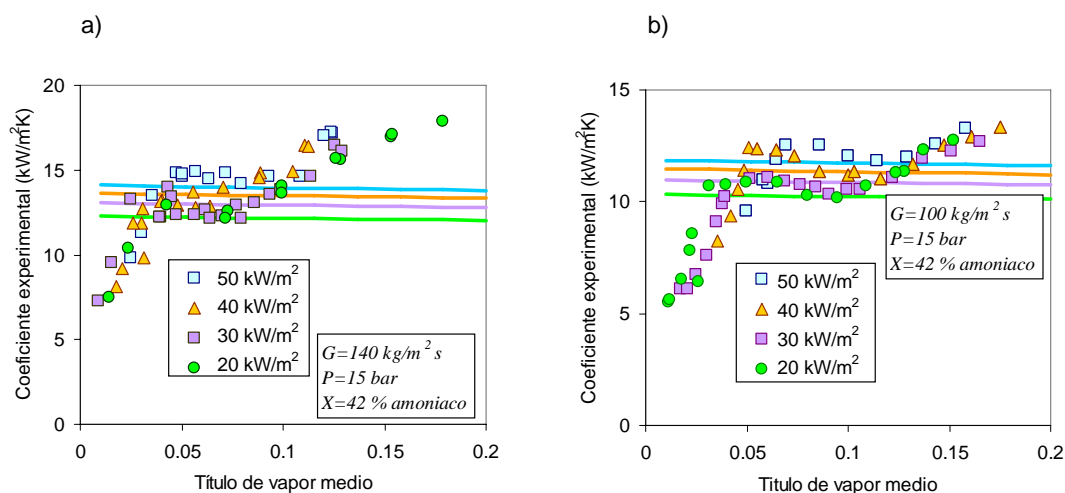 a)
Coeficiente experimental (kW/m²K)
20
15
10
5
0
0
0.05
0.1
0.15
0.2
50 kW/m²
40 kW/m²
30 kW/m²
20 kW/m²
G=140 kg/m² s
P=15 bar
X=42 % amoniaco
Título de vapor medio
b)
Coeficiente experimental (kW/m²K)
15
10
5
0
0
0.05
0.1
0.15
0.2
G=100 kg/m² s
P=15 bar
X=42 % amoniaco
50 kW/m²
40 kW/m²
30 kW/m²
20 kW/m²
Titulo de vapor medio